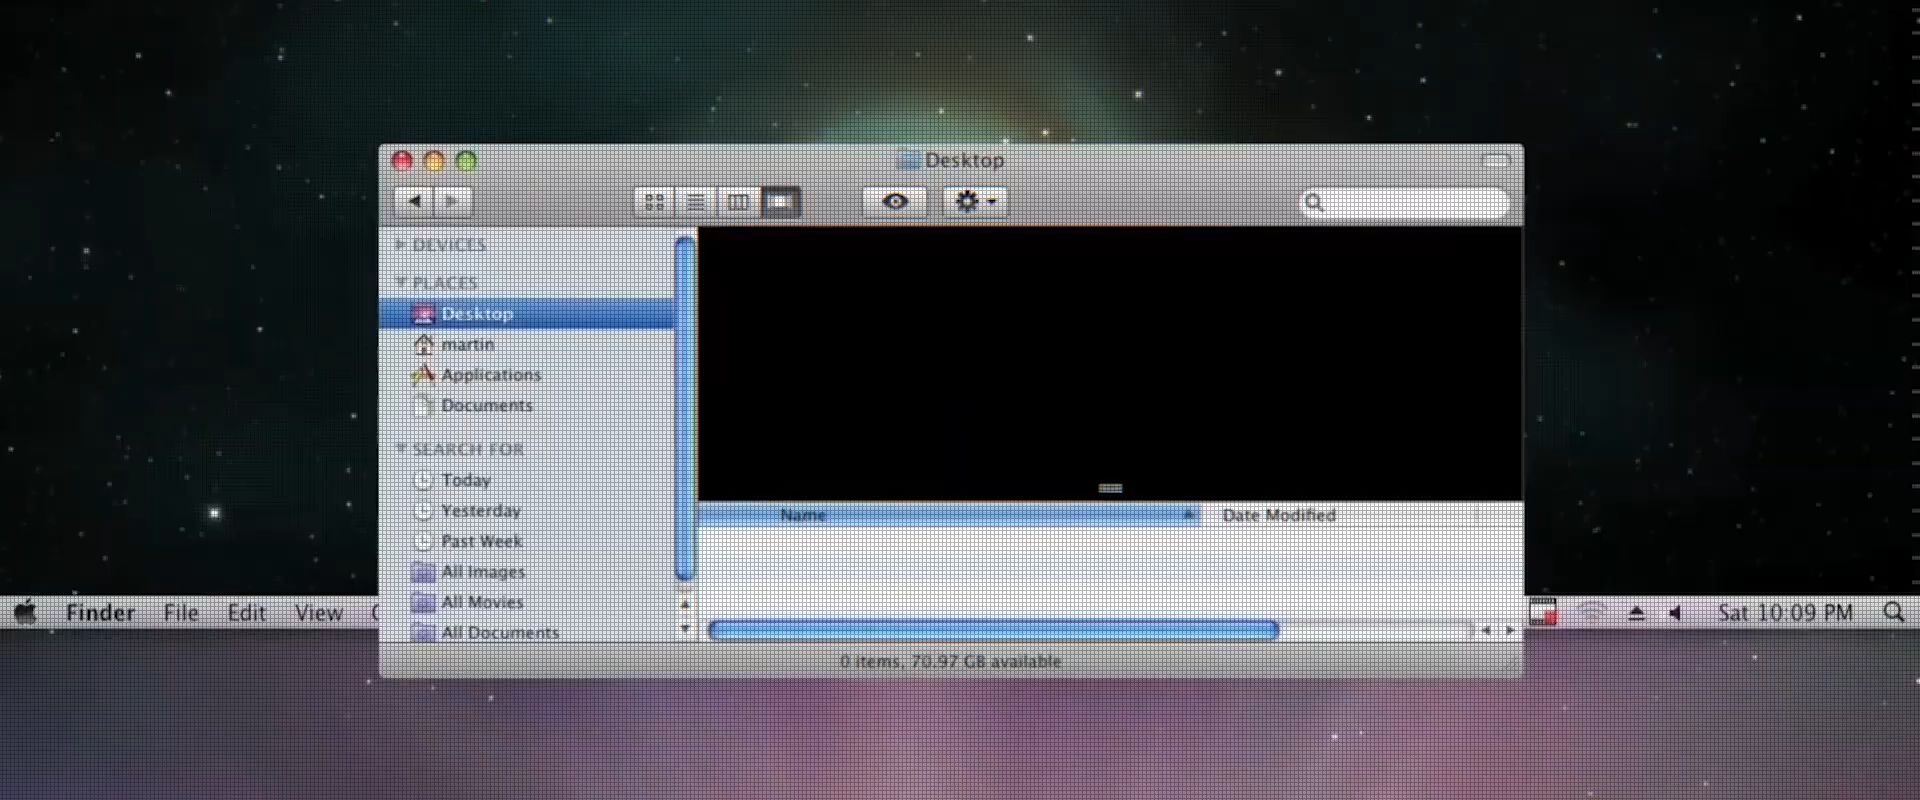 Desktop
DEVICES
PLACES
Desktop
martin
Applications
Documents
SEARCH FOR
Today
Yesterday
Past Week
All Images
All Movies
All Documents
Name Date Modified
Finder File Edit View Sat 10:09 PM
0 items, 70.97 GB available